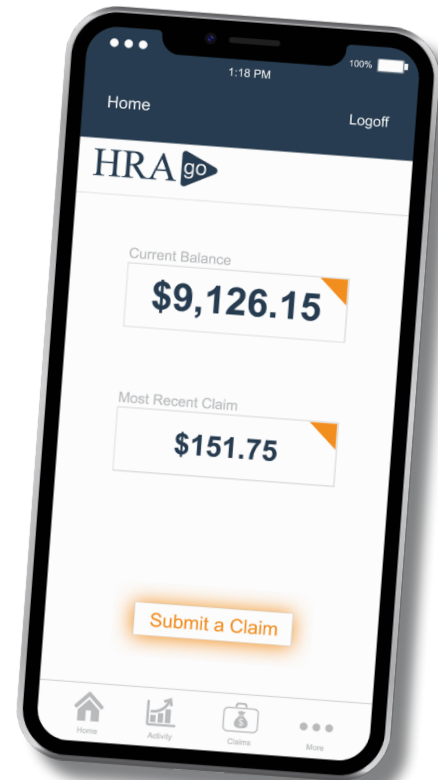 1:18 PM
100%
Home
Logoff
HRA go
Current Balance
$9,126.15
Most Recent Claim
$151.75
Submit a Claim
Home
Activity
Claims
More